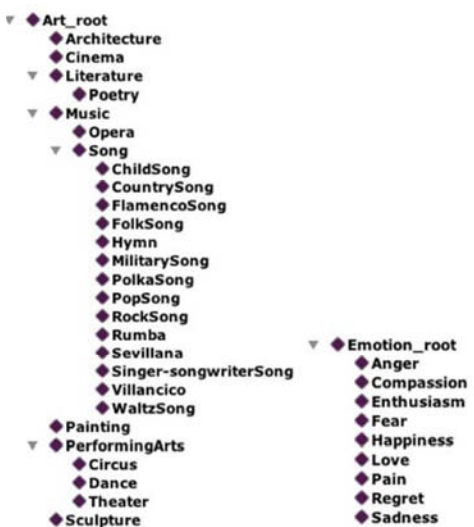 Art_root
Architecture
Cinema
Literature
Poetry
Music
Opera
Song
ChildSong
CountrySong
FlamencoSong
FolkSong
Hymn
MilitarySong
PolkaSong
PopSong
RockSong
Rumba
Sevillana
Singer-songwriterSong
Villancico
WaltzSong
Painting
PerformingArts
Circus
Dance
Theater
Sculpture
Emotion_root
Anger
Compassion
Enthusiasm
Fear
Happiness
Love
Pain
Regret
Sadness